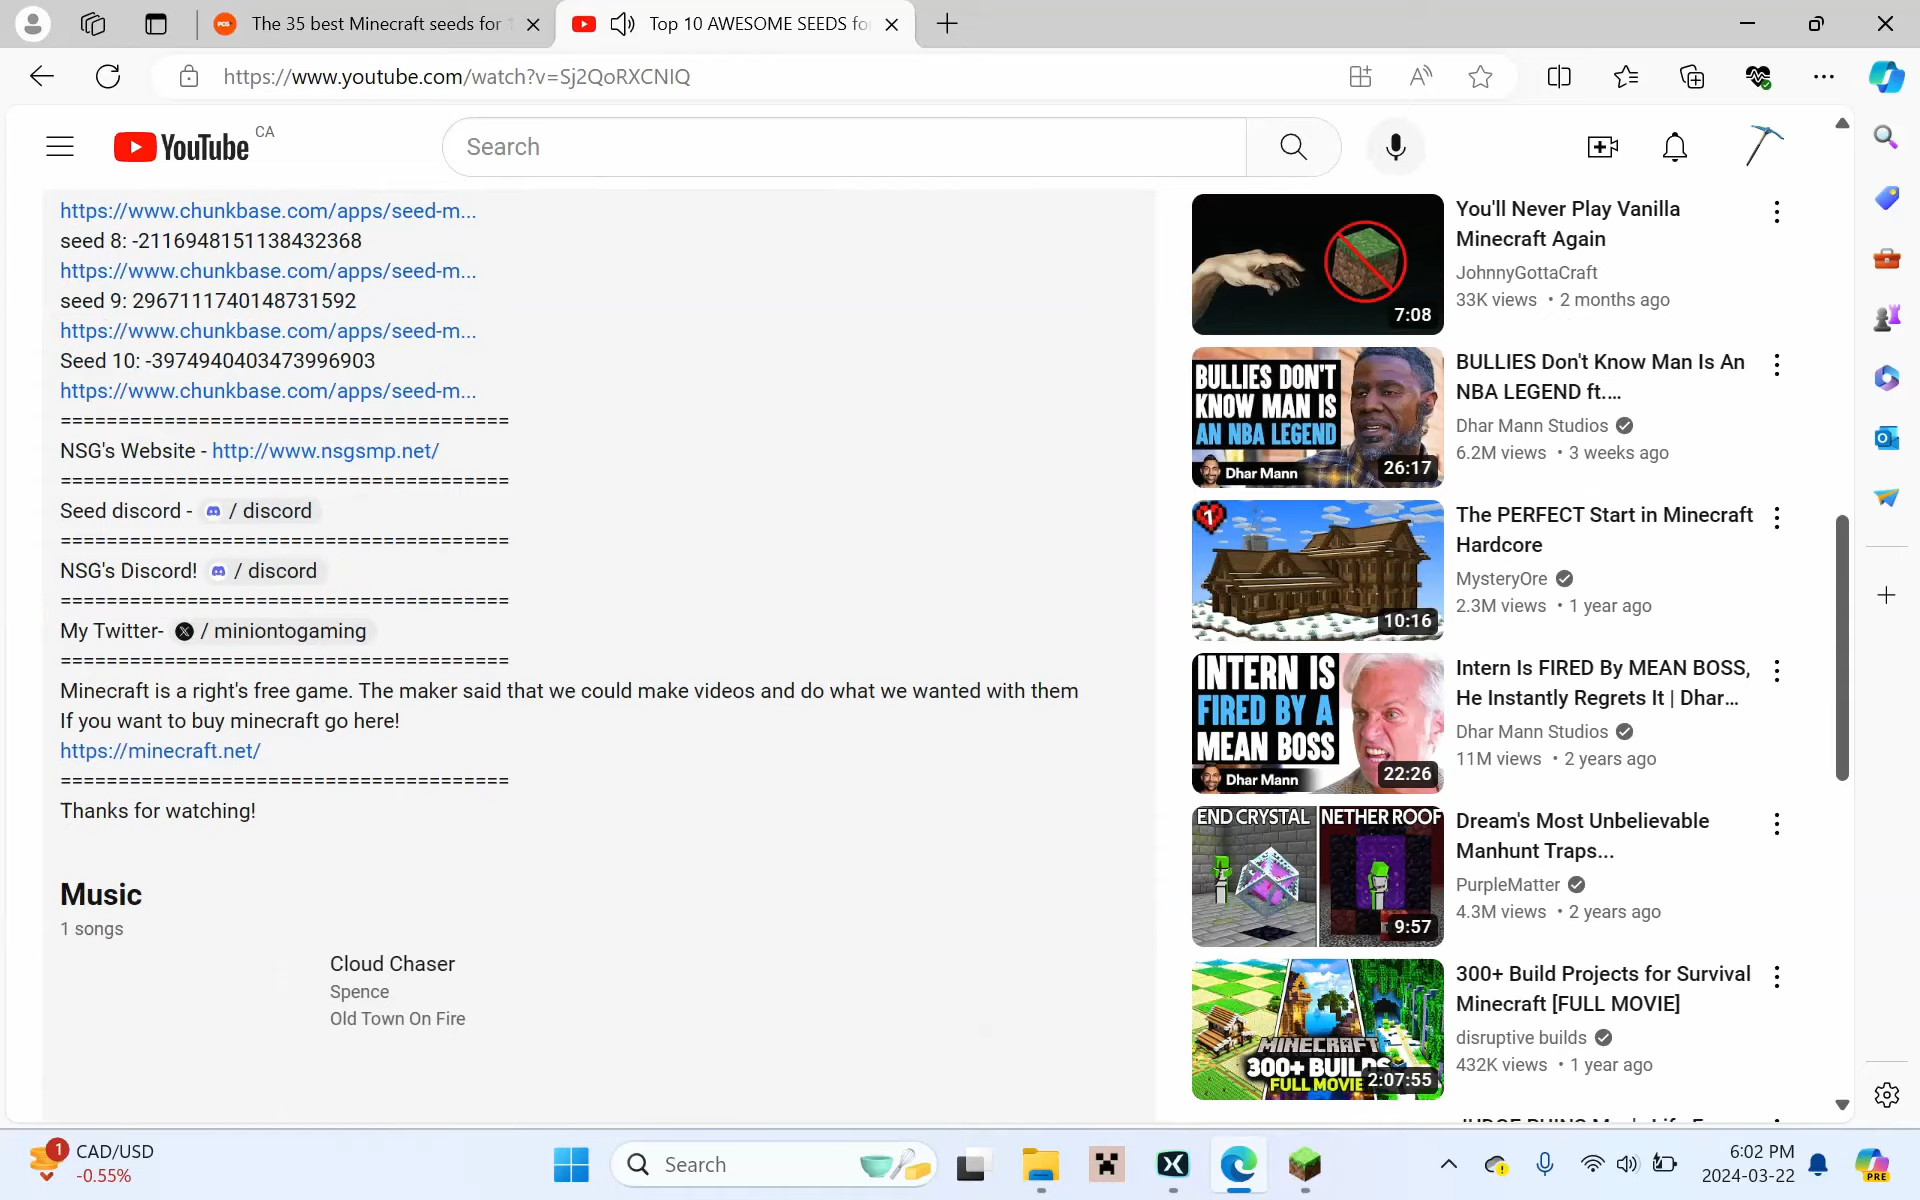 The 35 best Minecraft seeds for 1
Top 10 AWESOME SEEDS fo
https://www.youtube.com/watch?v=Sj2QoRXCNIQ
YouTube CA
Search
https://www.chunkbase.com/apps/seed-m...
seed 8: -2116948151138432368
https://www.chunkbase.com/apps/seed-m...
seed 9: 2967111740148731592
https://www.chunkbase.com/apps/seed-m...
Seed 10: -3974940403473996903
https://www.chunkbase.com/apps/seed-m...
======================================
NSG's Website - http://www.nsgsmp.net/
======================================
Seed discord - / discord
======================================
NSG's Discord! / discord
======================================
My Twitter- / miniontogaming
======================================
Minecraft is a right's free game. The maker said that we could make videos and do what we wanted with them
If you want to buy minecraft go here!
https://minecraft.net/
======================================
Thanks for watching!
Music
1 songs
Cloud Chaser
Spence
Old Town On Fire
7:08
You'll Never Play Vanilla
Minecraft Again
JohnnyGottaCraft
33K views • 2 months ago
BULLIES DON'T
KNOW MAN IS
AN NBA LEGEND
Dhar Mann
26:17
BULLIES Don't Know Man Is An
NBA LEGEND ft....
Dhar Mann Studios
6.2M views • 3 weeks ago
1
10:16
The PERFECT Start in Minecraft
Hardcore
MysteryOre
2.3M views • 1 year ago
INTERN IS
FIRED BY A
MEAN BOSS
Dhar Mann
22:26
Intern Is FIRED By MEAN BOSS,
He Instantly Regrets It | Dhar...
Dhar Mann Studios
11M views • 2 years ago
END CRYSTAL
NETHER ROOF
9:57
Dream's Most Unbelievable
Manhunt Traps...
PurpleMatter
4.3M views • 2 years ago
MINECRAFT
300+ BUILDS
FULL MOVIE
2:07:55
300+ Build Projects for Survival
Minecraft [FULL MOVIE]
disruptive builds
432K views • 1 year ago
1
CAD/USD
-0.55%
Search
6:02 PM
2024-03-22
PRE